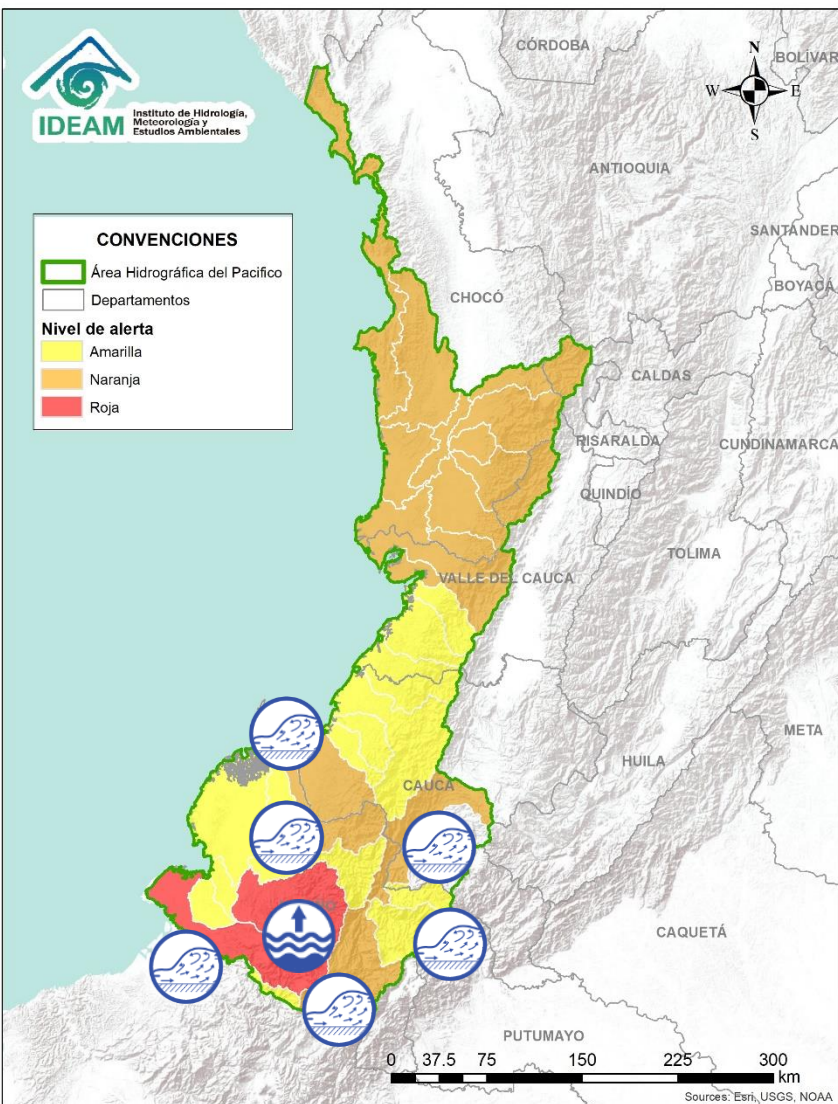 IDEAM
Instituto de Hidrología,
Meteorología y
Estudios Ambientales
N
W
E
S
CONVENCIONES
Área Hidrográfica del Pacifico
Departamentos
Nivel de alerta
Amarilla
Naranja
Roja
CÓRDOBA
BOLÍVAR
ANTIOQUIA
SANTANDER
BOYACÁ
CHOCÓ
CALDAS
RISARALDA
CUNDINAMARCA
QUINDÍO
TOLIMA
VALLE DEL CAUCA
META
HUILA
CAUCA
CAQUETÁ
PUTUMAYO
0 37.5 75 150 225 300
km
Sources: Esri, USGS, NOAA